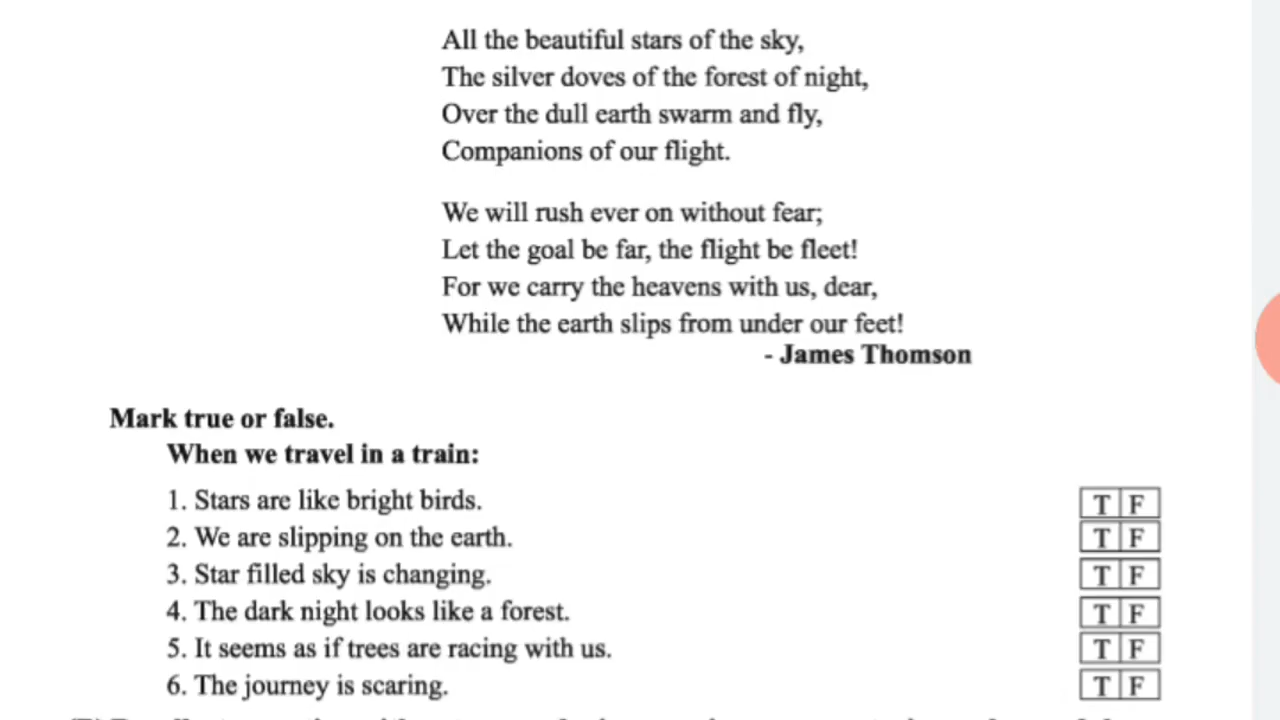 All the beautiful stars of the sky,
The silver doves of the forest of night,
Over the dull earth swarm and fly,
Companions of our flight.
We will rush ever on without fear;
Let the goal be far, the flight be fleet!
For we carry the heavens with us, dear,
While the earth slips from under our feet!
- James Thomson
Mark true or false.
When we travel in a train:
1. Stars are like bright birds. T F
2. We are slipping on the earth. T F
3. Star filled sky is changing. T F
4. The dark night looks like a forest. T F
5. It seems as if trees are racing with us. T F
6. The journey is scaring. T F